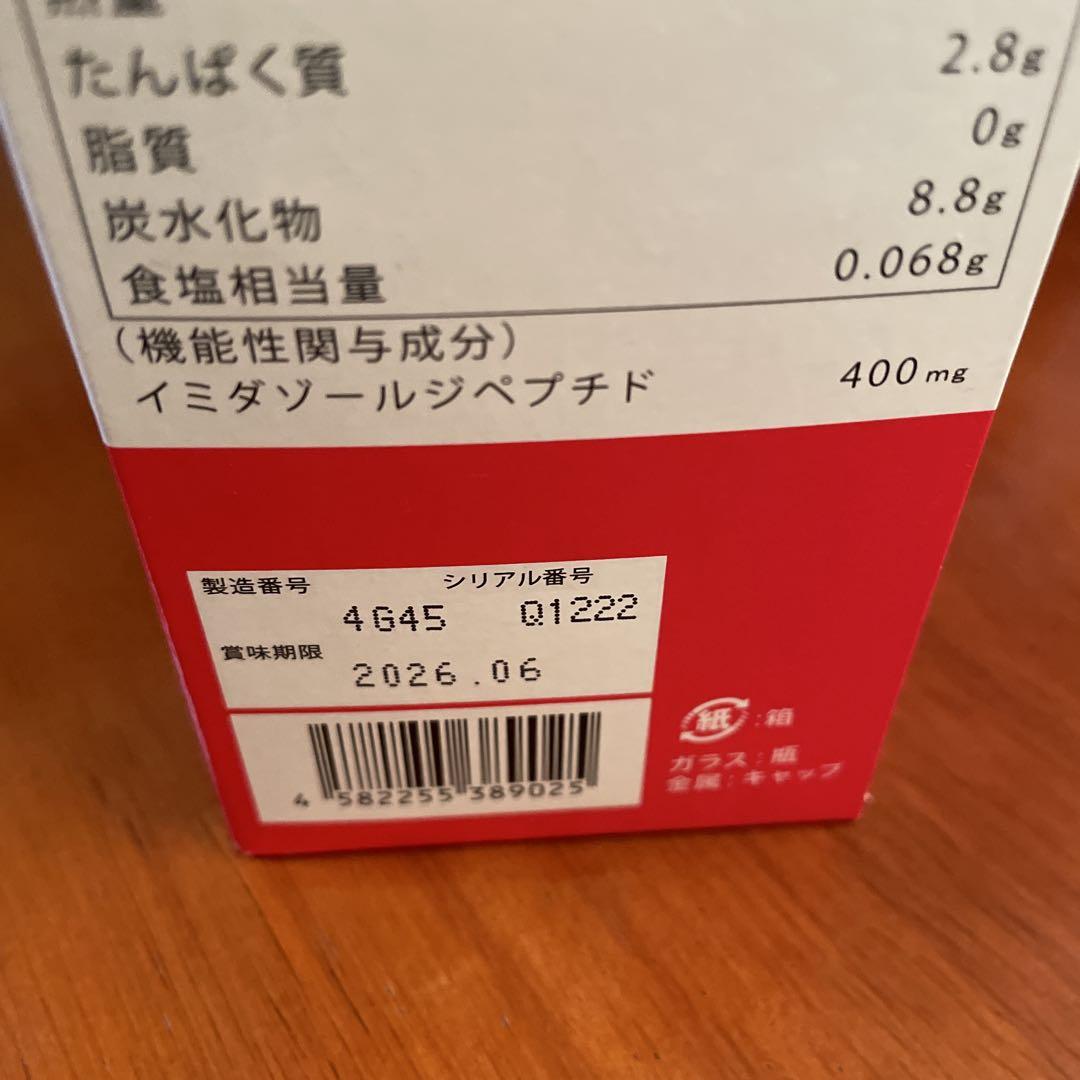 熱量
たんぱく質 2.8g
脂質 0g
炭水化物 8.8g
食塩相当量 0.068g
(機能性関与成分)
イミダゾールジペプチド 400mg
製造番号 シリアル番号
4G45 Q1222
賞味期限
2026.06
4 582255 389025
紙:箱
ガラス:瓶
金属:キャップ